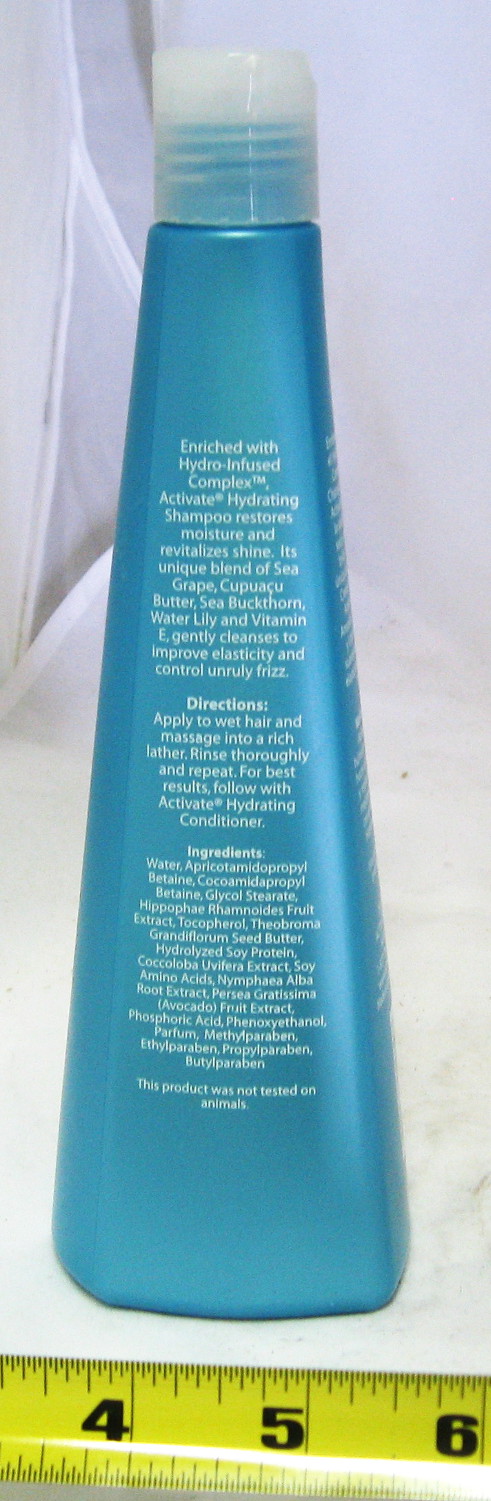 Enriched with
Hydro-Infused
Complex™,
Activate® Hydrating
Shampoo restores
moisture and
revitalizes shine. Its
unique blend of Sea
Grape, Cupuaçu
Butter, Sea Buckthorn,
Water Lily and Vitamin
E, gently cleanses to
improve elasticity and
control unruly frizz.
Directions:
Apply to wet hair and
massage into a rich
lather. Rinse thoroughly
and repeat. For best
results, follow with
Activate® Hydrating
Conditioner.
Ingredients:
Water, Apricotamidopropyl
Betaine, Cocoamidapropyl
Betaine, Glycol Stearate,
Hippophae Rhamnoides Fruit
Extract, Tocopherol, Theobroma
Grandiflorum Seed Butter,
Hydrolyzed Soy Protein,
Coccoloba Uvifera Extract, Soy
Amino Acids, Nymphaea Alba
Root Extract, Persea Gratissima
(Avocado) Fruit Extract,
Phosphoric Acid, Phenoxyethanol,
Parfum, Methylparaben,
Ethylparaben, Propylparaben,
Butylparaben
This product was not tested on
animals.
4 5 6